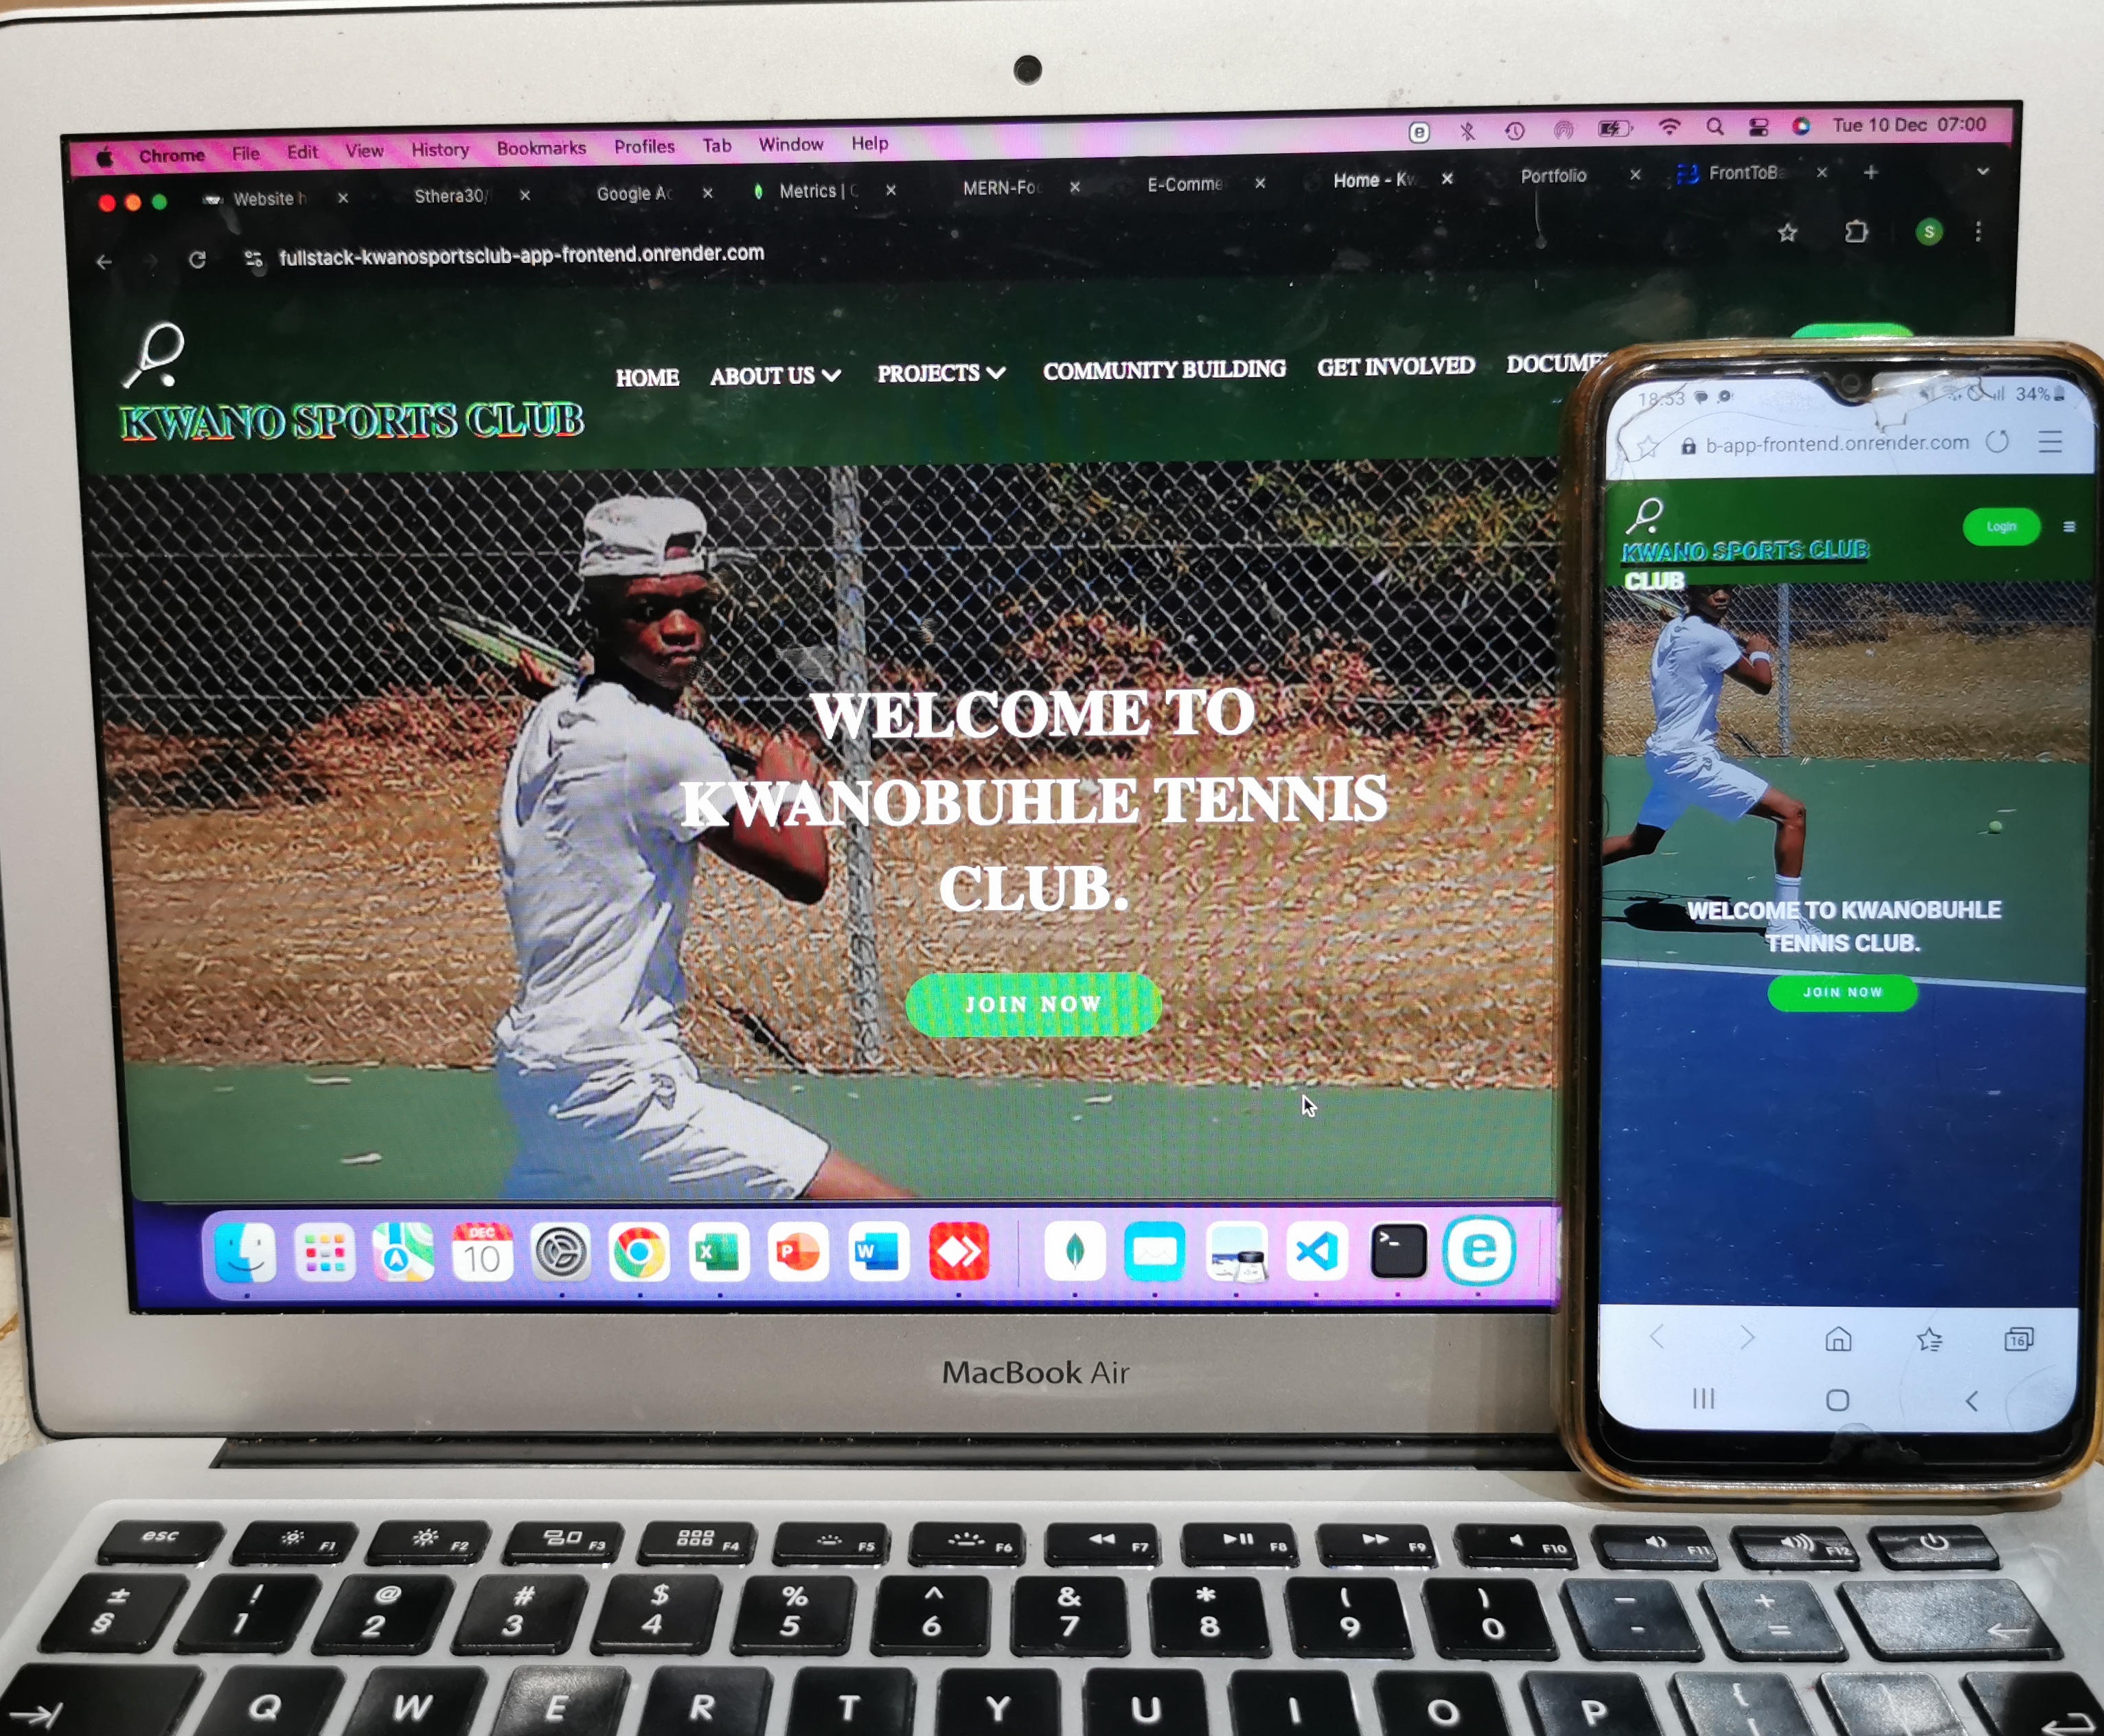 Chrome File Edit View History Bookmarks Profiles Tab Window Help Tue 10 Dec 07:00
Website h Sthera30/ Google Ac Metrics | C MERN-Fo E-Comme Home - Kw Portfolio FrontToBa
S
fullstack-kwanosportsclub-app-frontend.onrender.com
HOME ABOUT US PROJECTS COMMUNITY BUILDING GET INVOLVED DOCUME
KWANO SPORTS CLUB
WELCOME TO
KWANOBUHLE TENNIS
CLUB.
JOIN NOW
DEC
10
X
P
W
>_
e
MacBook Air
18:53 34%
b-app-frontend.onrender.com
Login
KWANO SPORTS CLUB
CLUB
WELCOME TO KWANOBUHLE
TENNIS CLUB.
JOIN NOW
16
esc F1 F2 F3 F4 F5 F6 F7 F8 F9 F10 F11 F12
± ! @ # $ % ^ & * ( ) _ +
§ 1 2 3 4 5 6 7 8 9 0 - =
Q W E R T Y U I O P { }